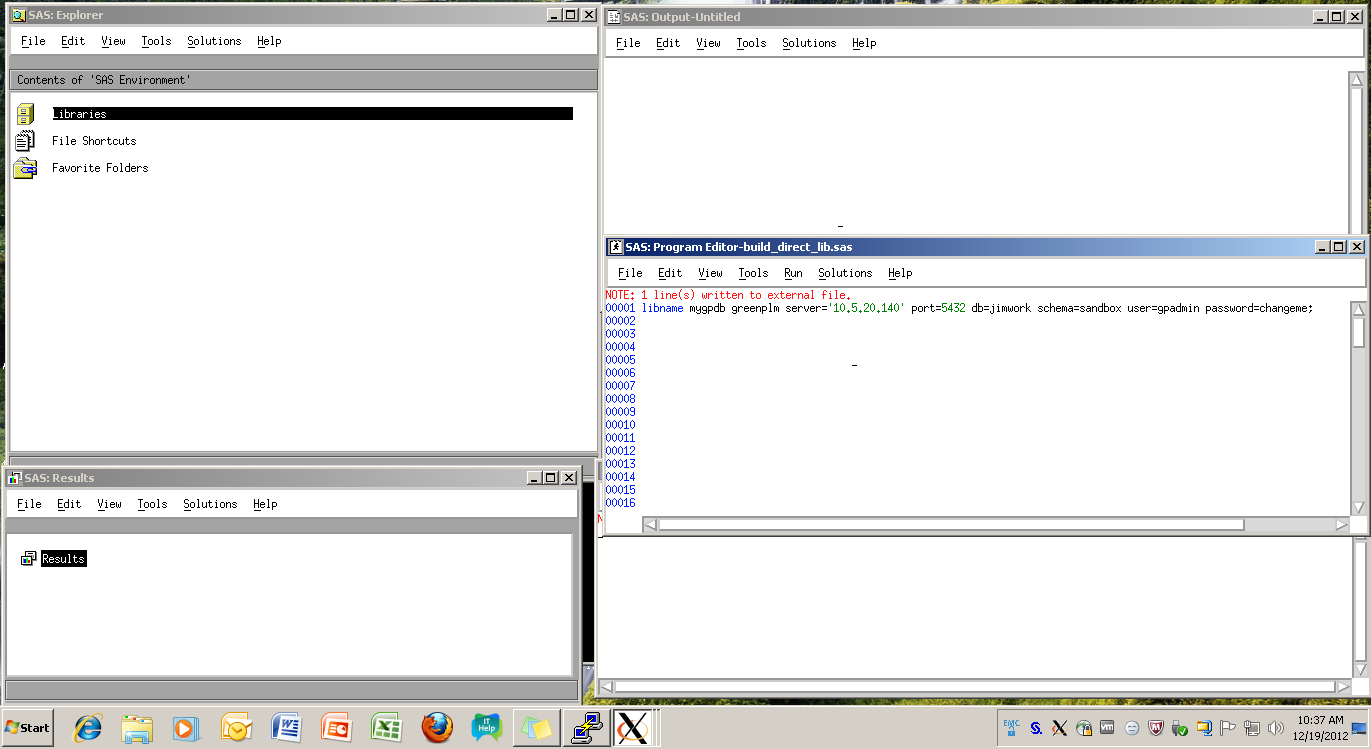 SAS: Explorer
File Edit View Tools Solutions Help
Contents of 'SAS Environment'
Libraries
File Shortcuts
Favorite Folders
SAS: Output-Untitled
File Edit View Tools Solutions Help
SAS: Program Editor-build_direct_lib.sas
File Edit View Tools Run Solutions Help
NOTE: 1 line(s) written to external file.
00001 libname mygpdb greenplm server='10.5.20.140' port=5432 db=jimwork schema=sandbox user=gpadmin password=changeme;
00002
00003
00004
00005
00006
00007
00008
00009
00010
00011
00012
00013
00014
00015
00016
SAS: Results
File Edit View Tools Solutions Help
Results
Start
IT Help
EMC
10:37 AM
12/19/2012